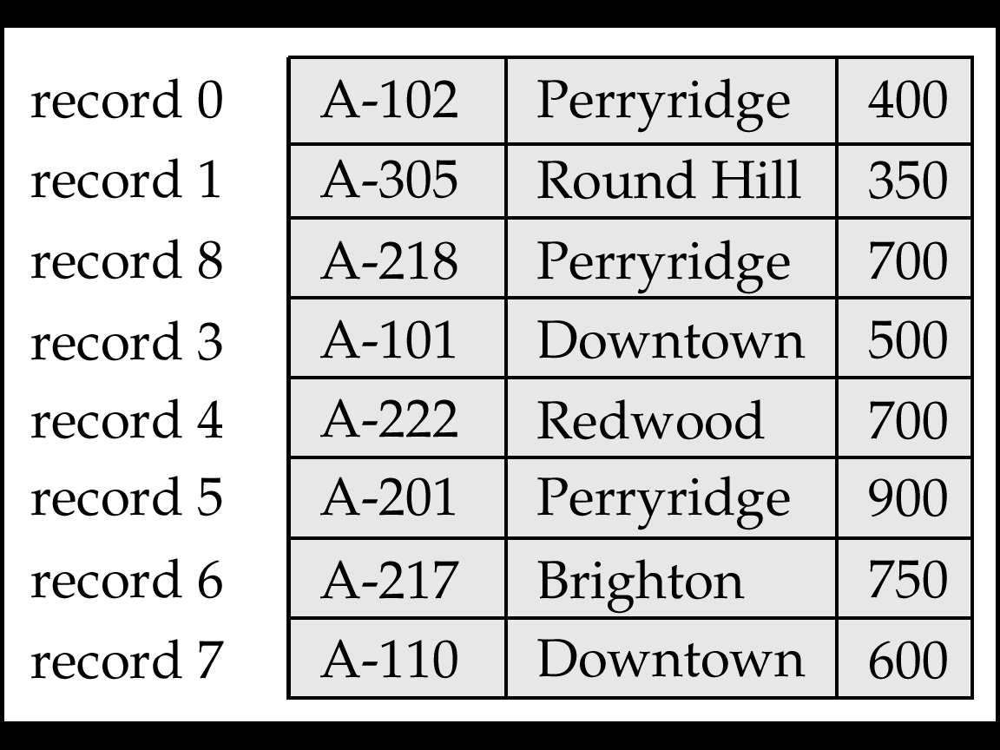 record 0 A-102 Perryridge 400
record 1 A-305 Round Hill 350
record 8 A-218 Perryridge 700
record 3 A-101 Downtown 500
record 4 A-222 Redwood 700
record 5 A-201 Perryridge 900
record 6 A-217 Brighton 750
record 7 A-110 Downtown 600